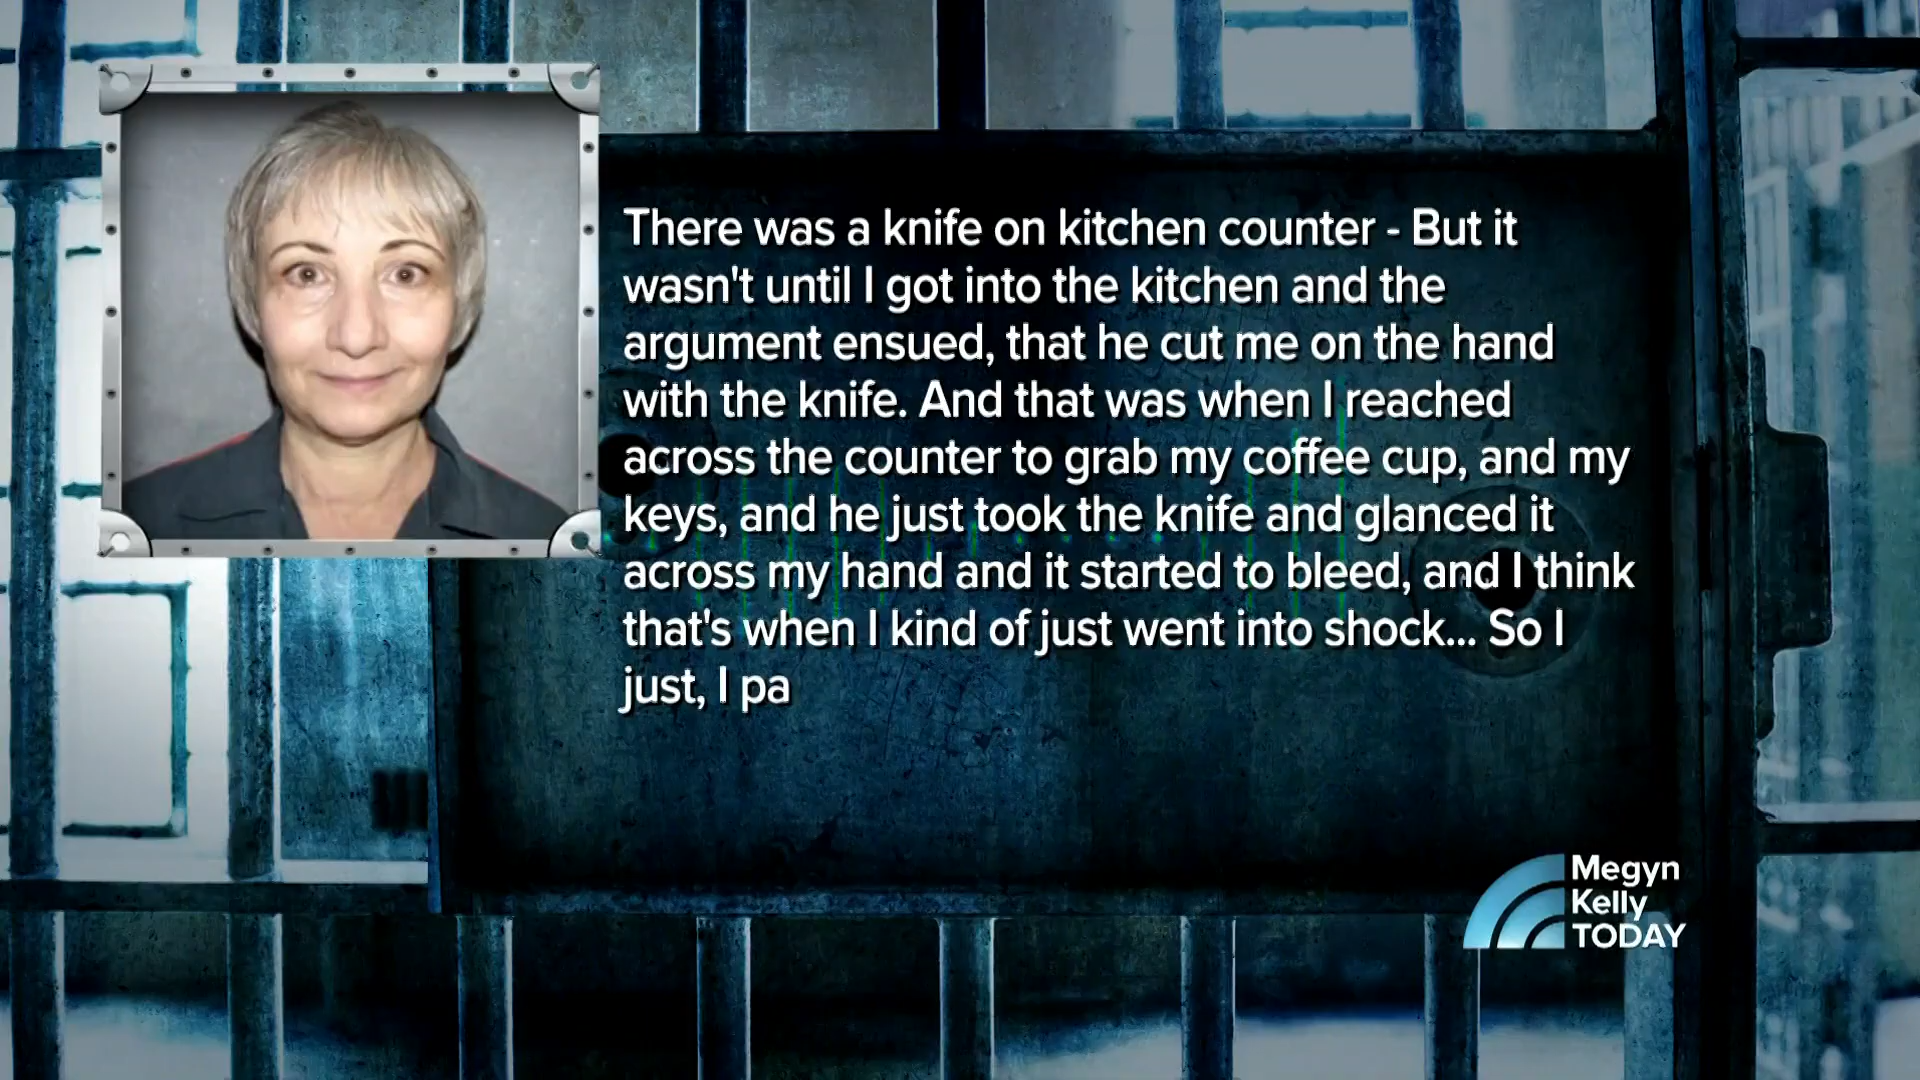 There was a knife on kitchen counter - But it
wasn't until I got into the kitchen and the
argument ensued, that he cut me on the hand
with the knife. And that was when I reached
across the counter to grab my coffee cup, and my
keys, and he just took the knife and glanced it
across my hand and it started to bleed, and I think
that's when I kind of just went into shock... So I
just, I pa
Megyn
Kelly
TODAY